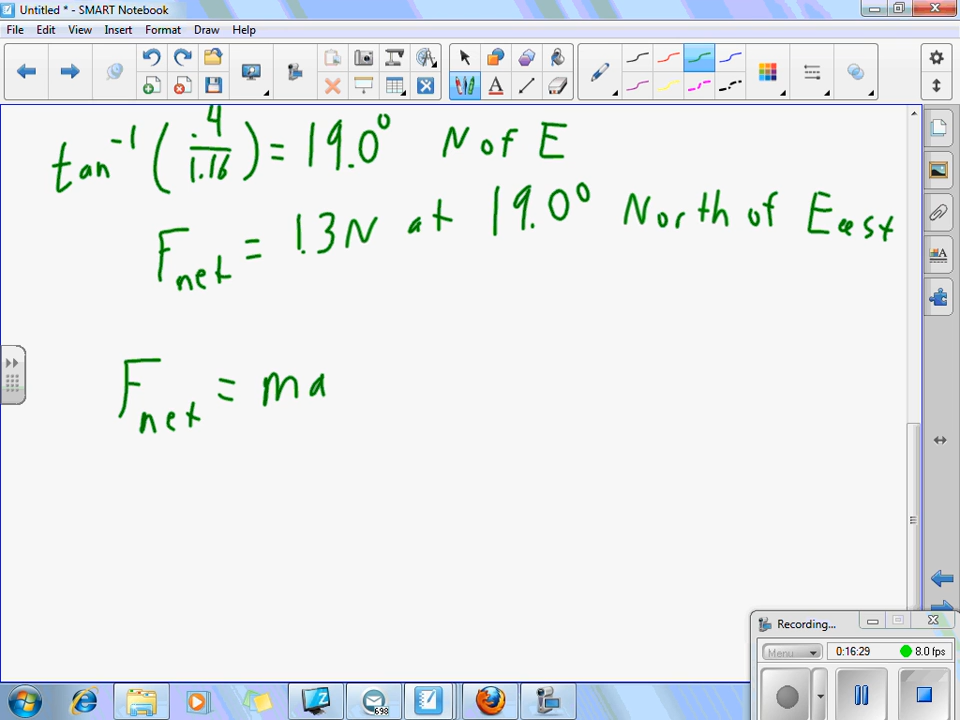 Untitled * - SMART Notebook
File Edit View Insert Format Draw Help
tan⁻¹ (.4/1.16) = 19.0° N of E
Fnet = 1.3N at 19.0° North of East
Fnet = ma
Recording...
Menu 0:16:29 8.0 fps
698